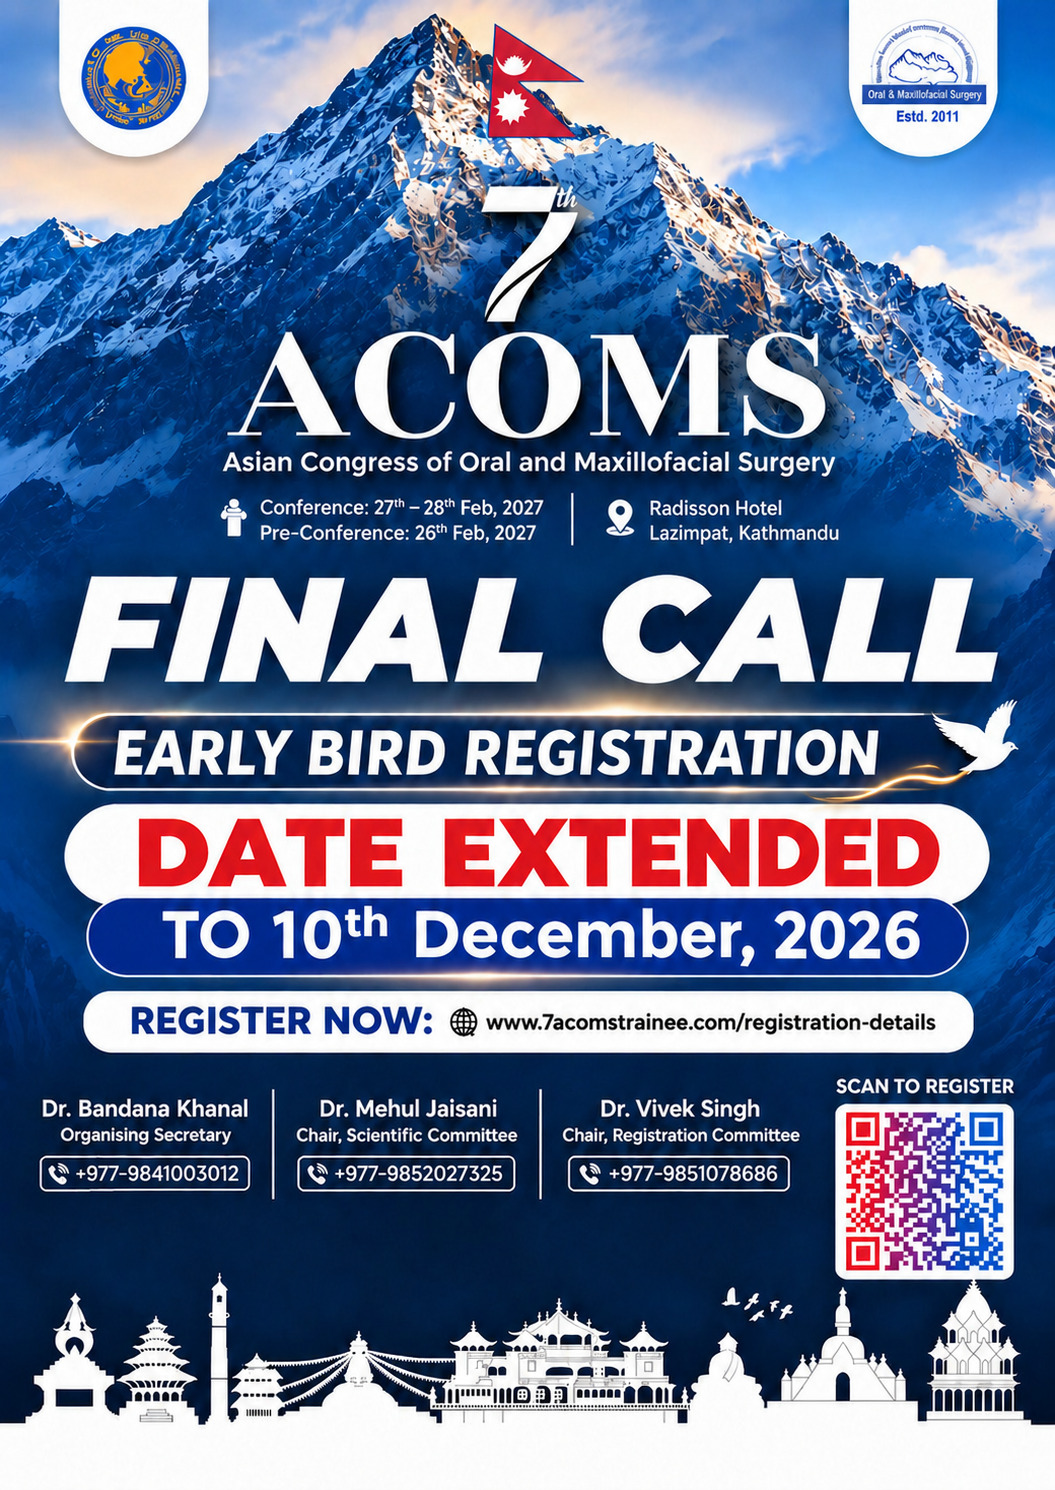 Oral & Maxillofacial Surgery
Estd. 2011
7th
ACOMS
Asian Congress of Oral and Maxillofacial Surgery
Conference: 27th – 28th Feb, 2027
Pre-Conference: 26th Feb, 2027
Radisson Hotel
Lazimpat, Kathmandu
FINAL CALL
EARLY BIRD REGISTRATION
DATE EXTENDED
TO 10th December, 2026
REGISTER NOW: www.7acomstrainee.com/registration-details
Dr. Bandana Khanal
Organising Secretary
+977-9841003012
Dr. Mehul Jaisani
Chair, Scientific Committee
+977-9852027325
Dr. Vivek Singh
Chair, Registration Committee
+977-9851078686
SCAN TO REGISTER